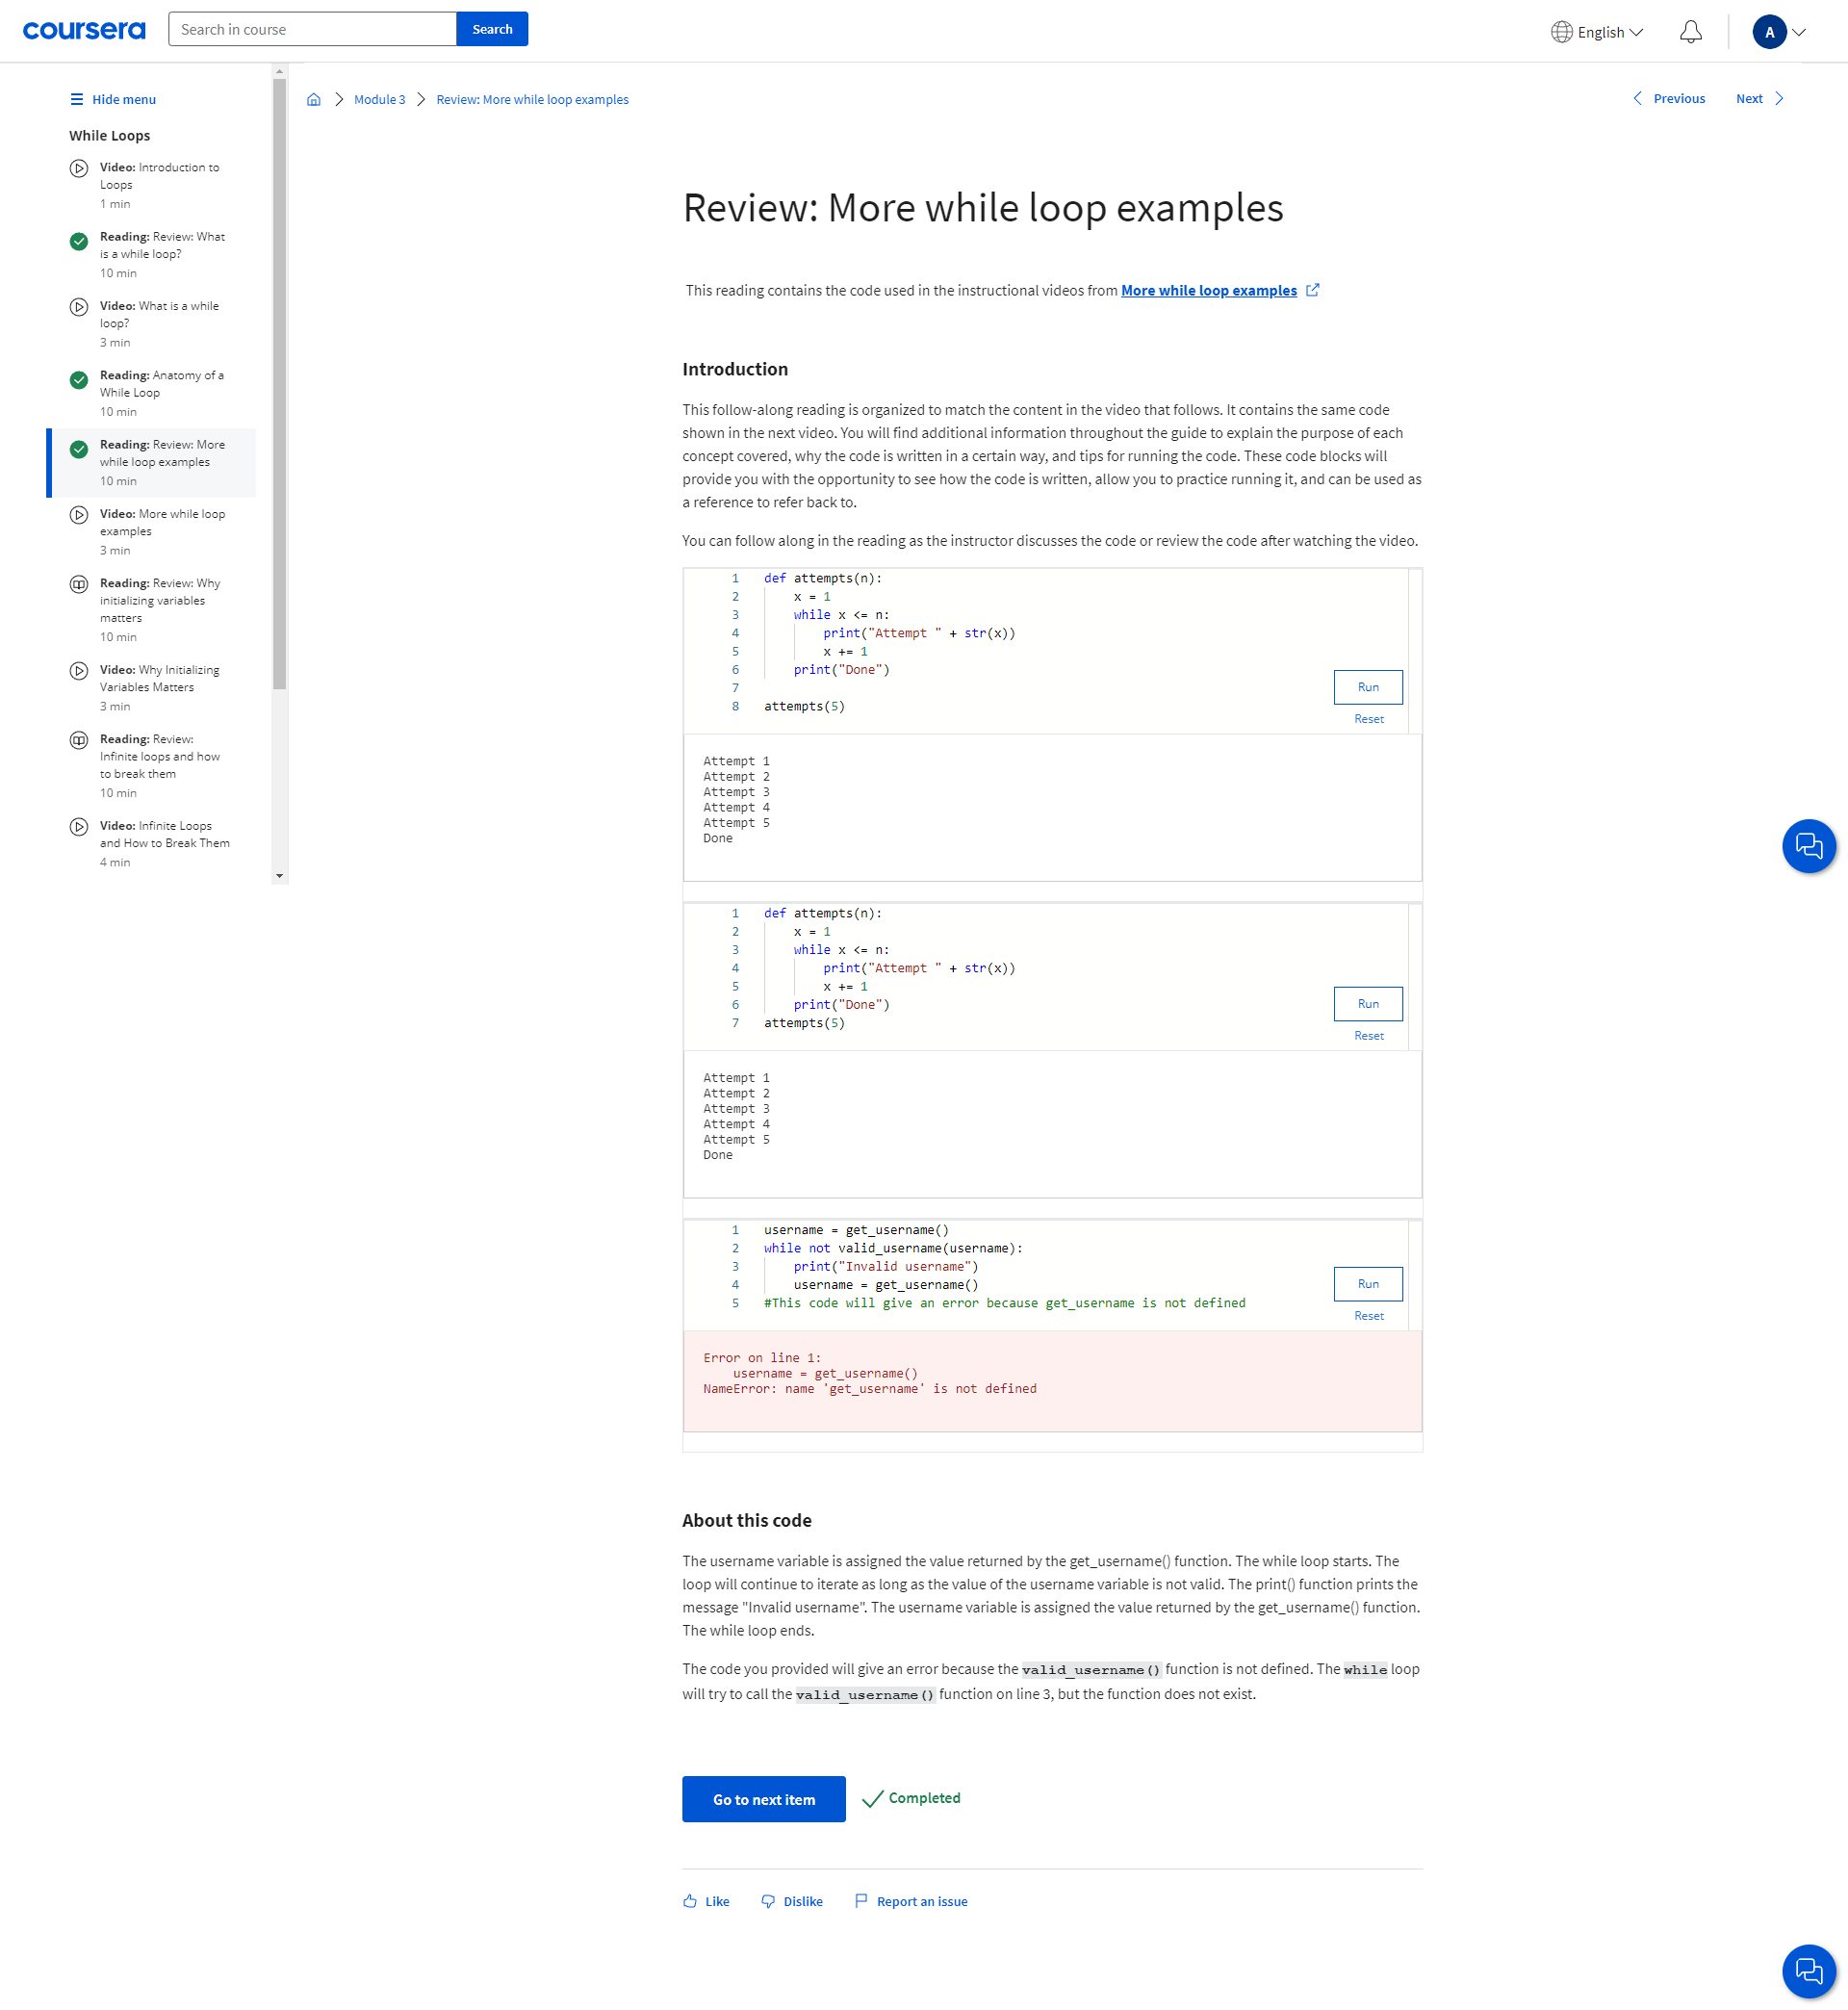 coursera
Search in course
Search
English
A
Hide menu
While Loops
Video: Introduction to
Loops
1 min
Reading: Review: What
is a while loop?
10 min
Video: What is a while
loop?
3 min
Reading: Anatomy of a
While Loop
10 min
Reading: Review: More
while loop examples
10 min
Video: More while loop
examples
3 min
Reading: Review: Why
initializing variables
matters
10 min
Video: Why Initializing
Variables Matters
3 min
Reading: Review:
Infinite loops and how
to break them
10 min
Video: Infinite Loops
and How to Break Them
4 min
Module 3
Review: More while loop examples
Previous
Next
Review: More while loop examples
This reading contains the code used in the instructional videos from More while loop examples
Introduction
This follow-along reading is organized to match the content in the video that follows. It contains the same code
shown in the next video. You will find additional information throughout the guide to explain the purpose of each
concept covered, why the code is written in a certain way, and tips for running the code. These code blocks will
provide you with the opportunity to see how the code is written, allow you to practice running it, and can be used as
a reference to refer back to.
You can follow along in the reading as the instructor discusses the code or review the code after watching the video.
1 def attempts(n):
2 x = 1
3 while x <= n:
4 print("Attempt " + str(x))
5 x += 1
6 print("Done")
7
8 attempts(5)
Run
Reset
Attempt 1
Attempt 2
Attempt 3
Attempt 4
Attempt 5
Done
1 def attempts(n):
2 x = 1
3 while x <= n:
4 print("Attempt " + str(x))
5 x += 1
6 print("Done")
7 attempts(5)
Run
Reset
Attempt 1
Attempt 2
Attempt 3
Attempt 4
Attempt 5
Done
1 username = get_username()
2 while not valid_username(username):
3 print("Invalid username")
4 username = get_username()
5 #This code will give an error because get_username is not defined
Run
Reset
Error on line 1:
username = get_username()
NameError: name 'get_username' is not defined
About this code
The username variable is assigned the value returned by the get_username() function. The while loop starts. The
loop will continue to iterate as long as the value of the username variable is not valid. The print() function prints the
message "Invalid username". The username variable is assigned the value returned by the get_username() function.
The while loop ends.
The code you provided will give an error because the valid_username() function is not defined. The while loop
will try to call the valid_username() function on line 3, but the function does not exist.
Go to next item
Completed
Like
Dislike
Report an issue